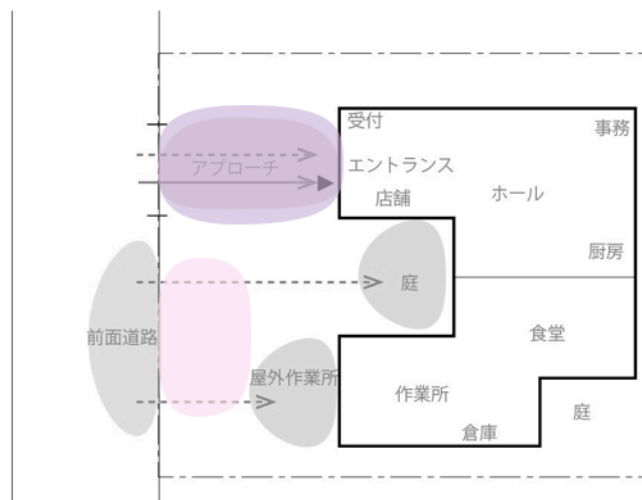 受付
事務
アプローチ
エントランス
店舗
ホール
厨房
庭
前面道路
食堂
屋外作業所
作業所
庭
倉庫